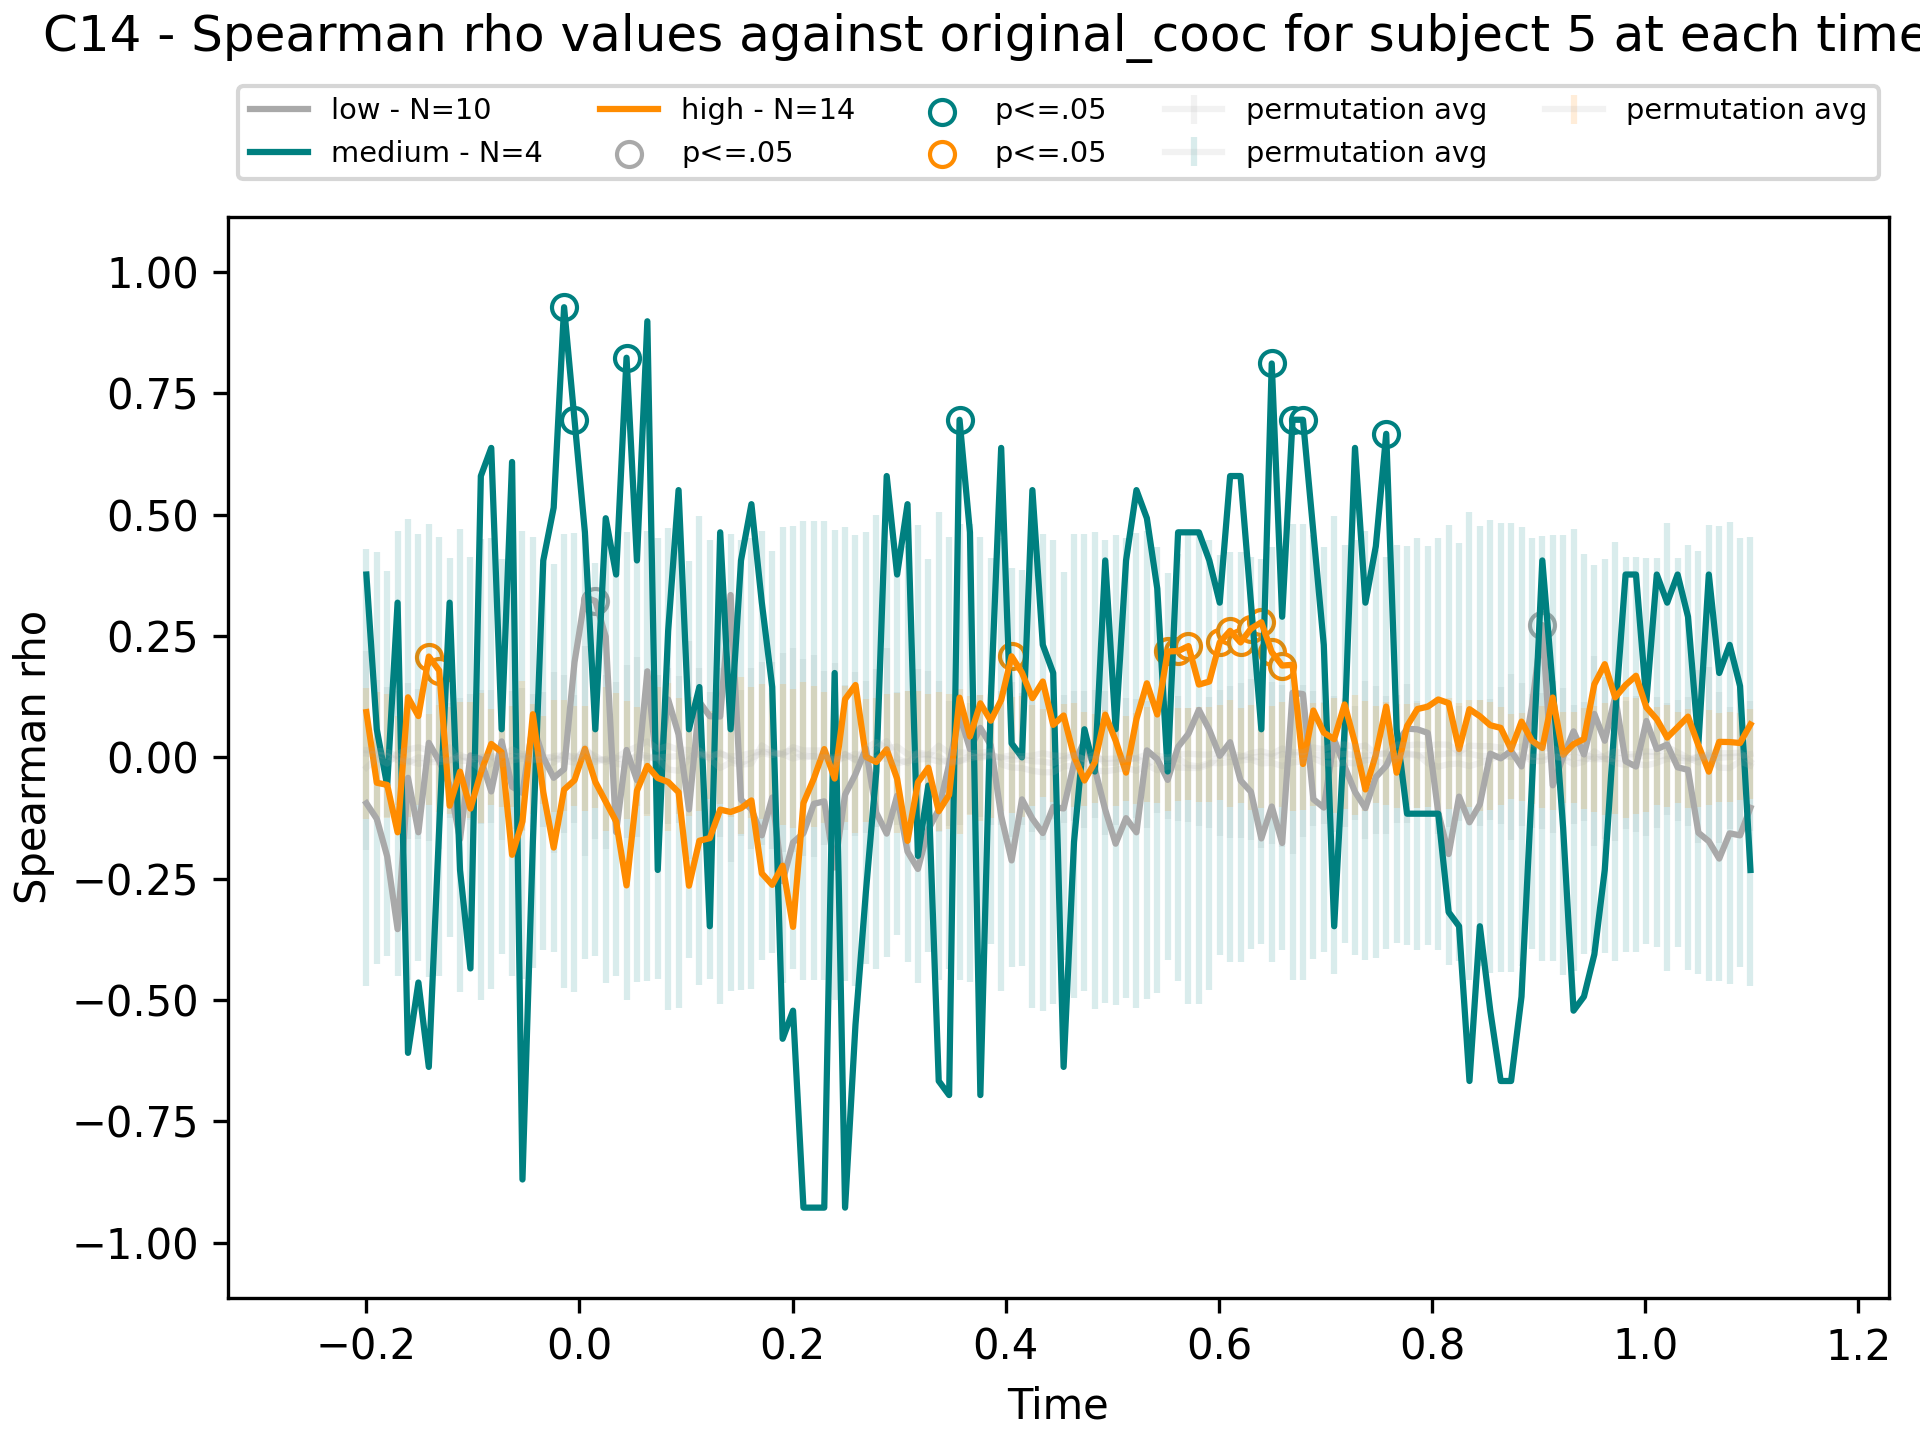 C14 - Spearman rho values against original_cooc for subject 5 at each time
low - N=10 high - N=14 p<=.05 permutation avg permutation avg
medium - N=4 p<=.05 p<=.05 permutation avg
1.00
0.75
0.50
0.25
0.00
−0.25
−0.50
−0.75
−1.00
Spearman rho
−0.2 0.0 0.2 0.4 0.6 0.8 1.0 1.2
Time